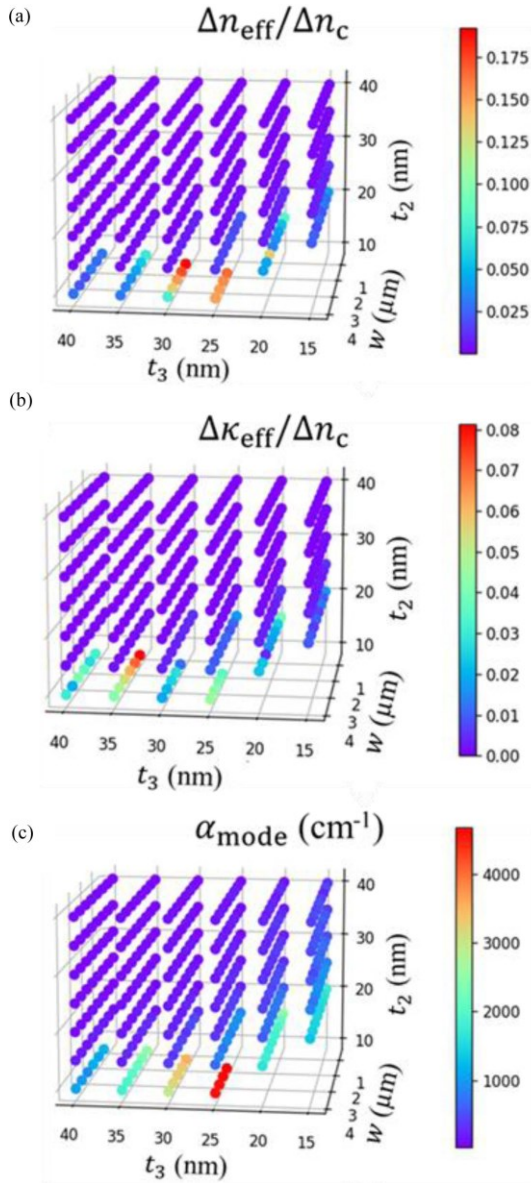 (a)
Δn_eff/Δn_c
0.175
0.150
0.125
0.100
0.075
0.050
0.025
40
30
20
10
t_2 (nm)
1
2
3
4
w (μm)
40 35 30 25 20 15
t_3 (nm)
(b)
Δκ_eff/Δn_c
0.08
0.07
0.06
0.05
0.04
0.03
0.02
0.01
0.00
40
30
20
10
t_2 (nm)
1
2
3
4
w (μm)
40 35 30 25 20 15
t_3 (nm)
(c)
α_mode (cm⁻¹)
4000
3000
2000
1000
40
30
20
10
t_2 (nm)
1
2
3
4
w (μm)
40 35 30 25 20 15
t_3 (nm)